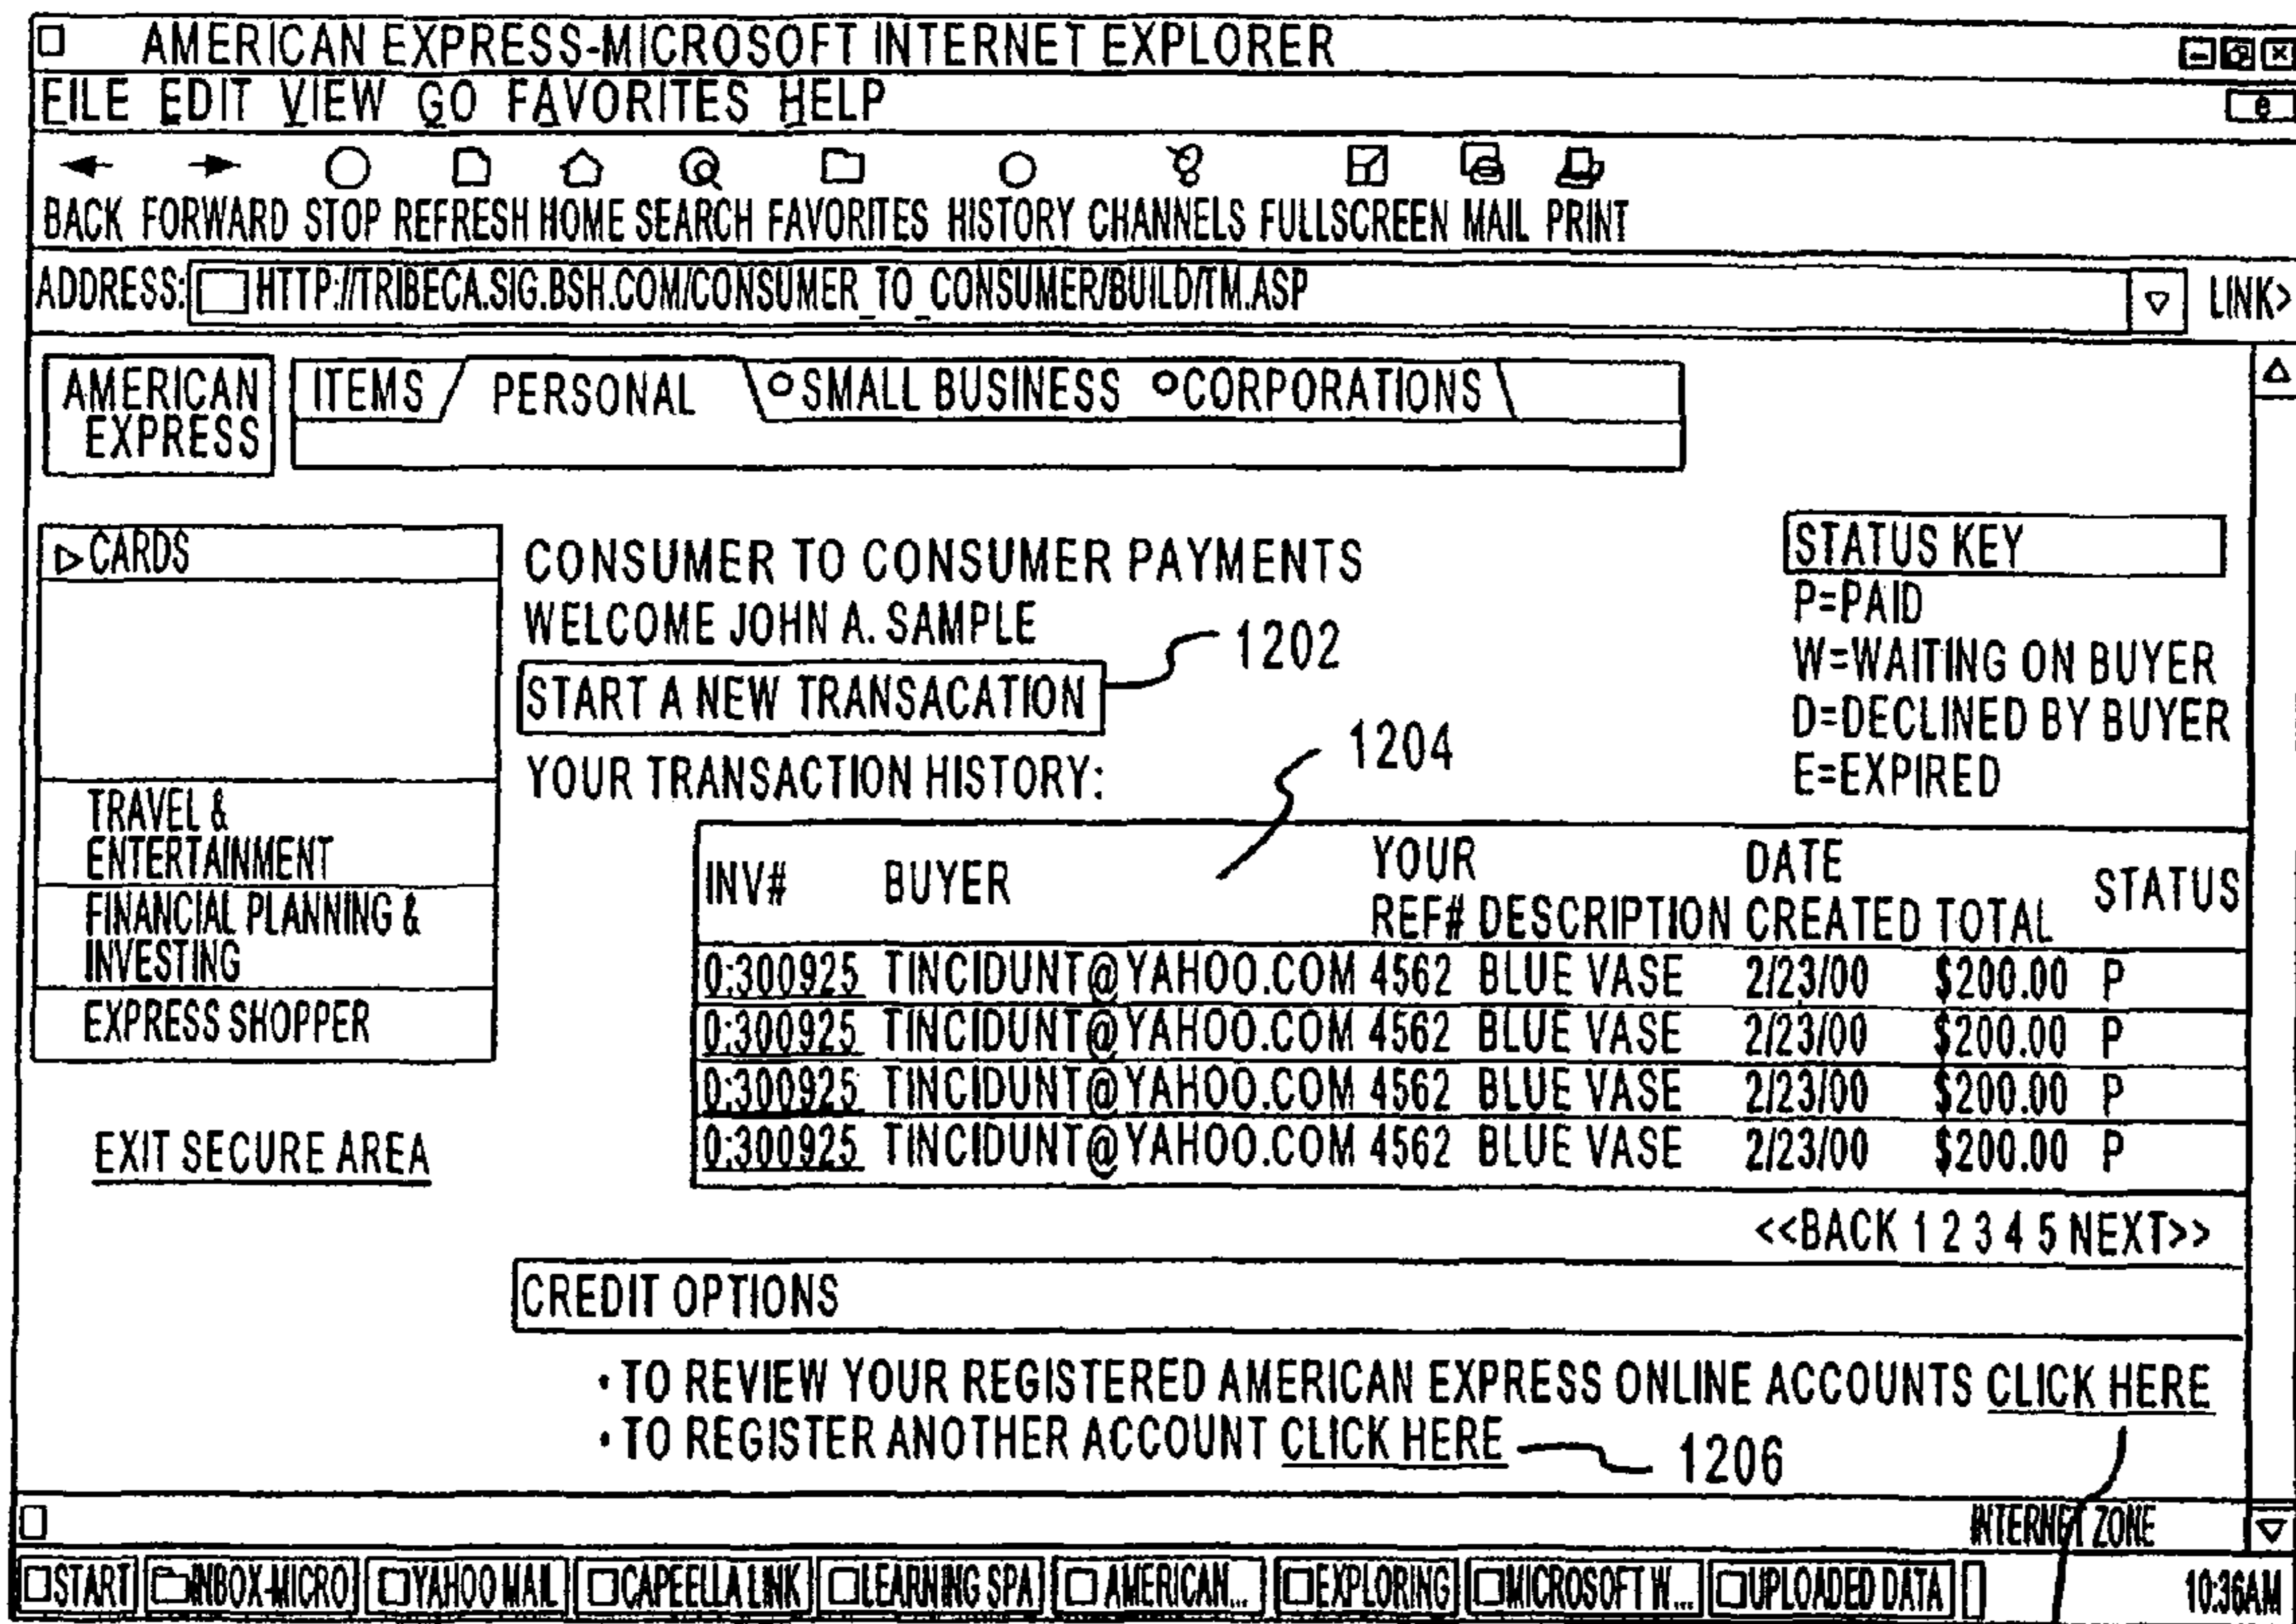 AMERICAN EXPRESS-MICROSOFT INTERNET EXPLORER
FILE EDIT VIEW GO FAVORITES HELP
e
BACK FORWARD STOP REFRESH HOME SEARCH FAVORITES HISTORY CHANNELS FULLSCREEN MAIL PRINT
ADDRESS: HTTP://TRIBECA.SIG.BSH.COM/CONSUMER_TO_CONSUMER/BUILD/TM.ASP LINK>
AMERICAN EXPRESS
ITEMS PERSONAL SMALL BUSINESS CORPORATIONS
CARDS
TRAVEL &
ENTERTAINMENT
FINANCIAL PLANNING &
INVESTING
EXPRESS SHOPPER
EXIT SECURE AREA
CONSUMER TO CONSUMER PAYMENTS
WELCOME JOHN A. SAMPLE
START A NEW TRANSACATION
1202
YOUR TRANSACTION HISTORY:
1204
STATUS KEY
P=PAID
W=WAITING ON BUYER
D=DECLINED BY BUYER
E=EXPIRED
INV# BUYER YOUR REF# DESCRIPTION DATE CREATED TOTAL STATUS
0:300925 TINCIDUNT@YAHOO.COM 4562 BLUE VASE 2/23/00 $200.00 P
0:300925 TINCIDUNT@YAHOO.COM 4562 BLUE VASE 2/23/00 $200.00 P
0:300925 TINCIDUNT@YAHOO.COM 4562 BLUE VASE 2/23/00 $200.00 P
0:300925 TINCIDUNT@YAHOO.COM 4562 BLUE VASE 2/23/00 $200.00 P
<<BACK 1 2 3 4 5 NEXT>>
CREDIT OPTIONS
• TO REVIEW YOUR REGISTERED AMERICAN EXPRESS ONLINE ACCOUNTS CLICK HERE
• TO REGISTER ANOTHER ACCOUNT CLICK HERE
1206
INTERNET ZONE
START INBOX-MICRO YAHOO MAIL CAPEELLA LINK LEARNING SPA AMERICAN... EXPLORING MICROSOFT W... UPLOADED DATA 10:36AM